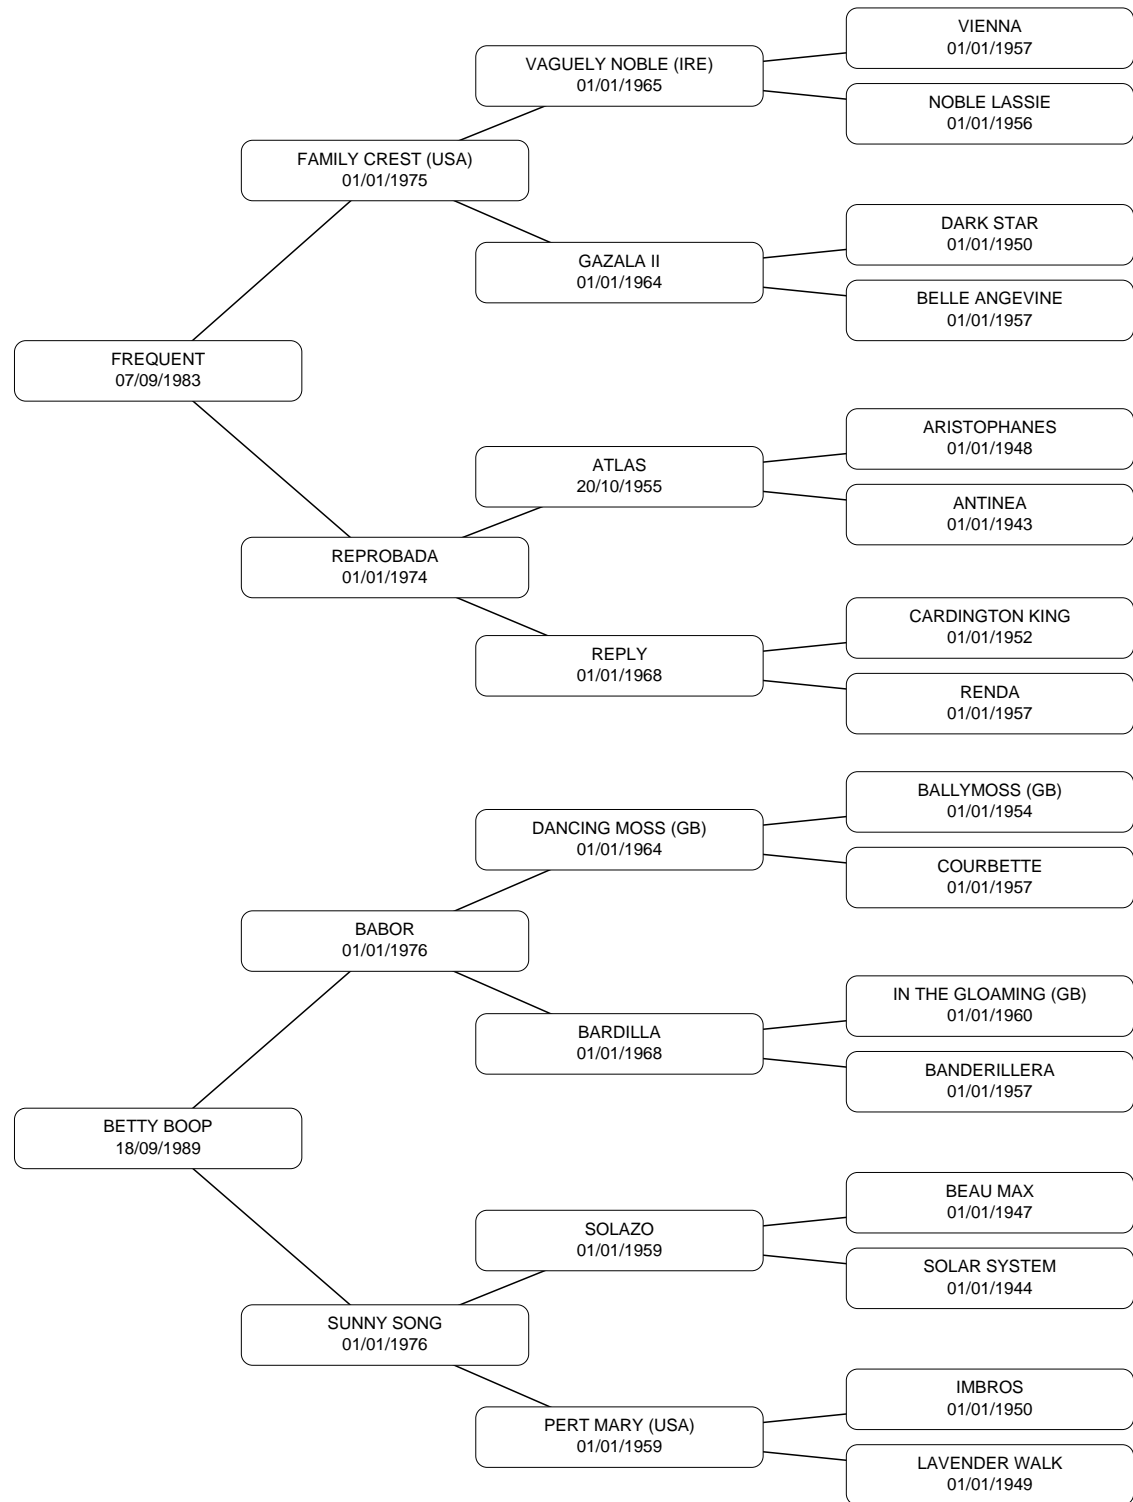 VIENNA
01/01/1957
VAGUELY NOBLE (IRE)
01/01/1965
NOBLE LASSIE
01/01/1956
FAMILY CREST (USA)
01/01/1975
DARK STAR
01/01/1950
GAZALA II
01/01/1964
BELLE ANGEVINE
01/01/1957
FREQUENT
07/09/1983
ARISTOPHANES
01/01/1948
ATLAS
20/10/1955
ANTINEA
01/01/1943
REPROBADA
01/01/1974
CARDINGTON KING
01/01/1952
REPLY
01/01/1968
RENDA
01/01/1957
BALLYMOSS (GB)
01/01/1954
DANCING MOSS (GB)
01/01/1964
COURBETTE
01/01/1957
BABOR
01/01/1976
IN THE GLOAMING (GB)
01/01/1960
BARDILLA
01/01/1968
BANDERILLERA
01/01/1957
BETTY BOOP
18/09/1989
BEAU MAX
01/01/1947
SOLAZO
01/01/1959
SOLAR SYSTEM
01/01/1944
SUNNY SONG
01/01/1976
IMBROS
01/01/1950
PERT MARY (USA)
01/01/1959
LAVENDER WALK
01/01/1949